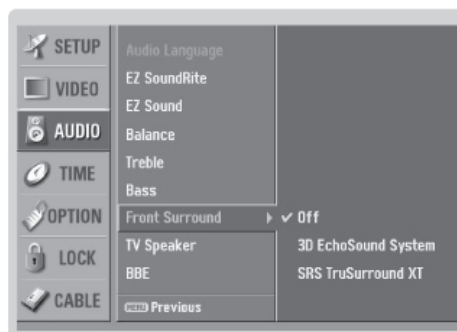 SETUP
VIDEO
AUDIO
TIME
OPTION
LOCK
CABLE
Audio Language
EZ SoundRite
EZ Sound
Balance
Treble
Bass
Front Surround
TV Speaker
BBE
MENU Previous
✓ Off
3D EchoSound System
SRS TruSurround XT